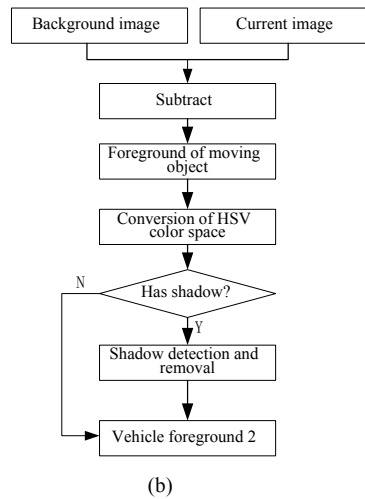 Background image
Current image
Subtract
Foreground of moving
object
Conversion of HSV
color space
N
Has shadow?
Y
Shadow detection and
removal
Vehicle foreground 2
(b)